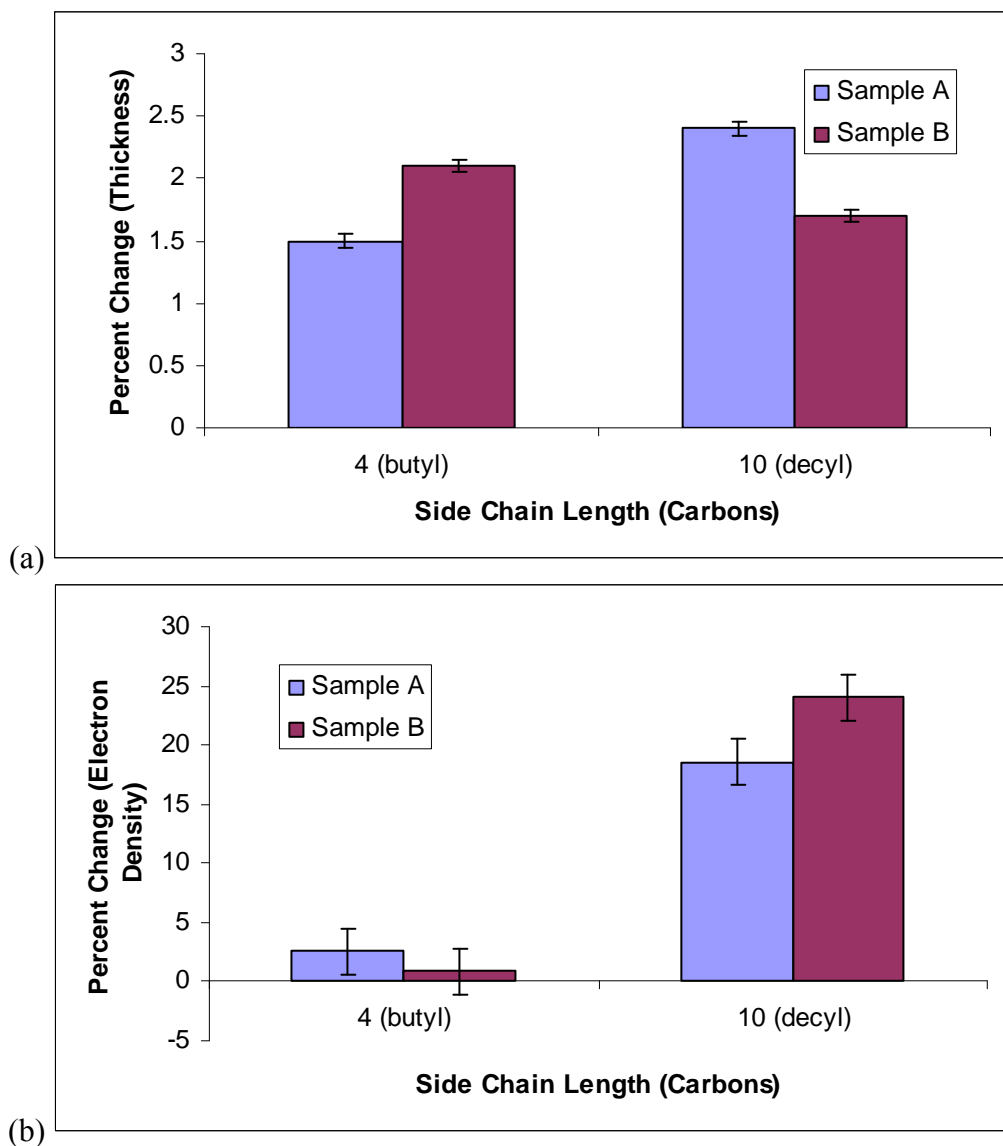 3
2.5
2
1.5
1
0.5
0
Percent Change (Thickness)
Sample A
Sample B
4 (butyl)
10 (decyl)
Side Chain Length (Carbons)
(a)
30
25
20
15
10
5
0
-5
Percent Change (Electron
Density)
Sample A
Sample B
4 (butyl)
10 (decyl)
Side Chain Length (Carbons)
(b)